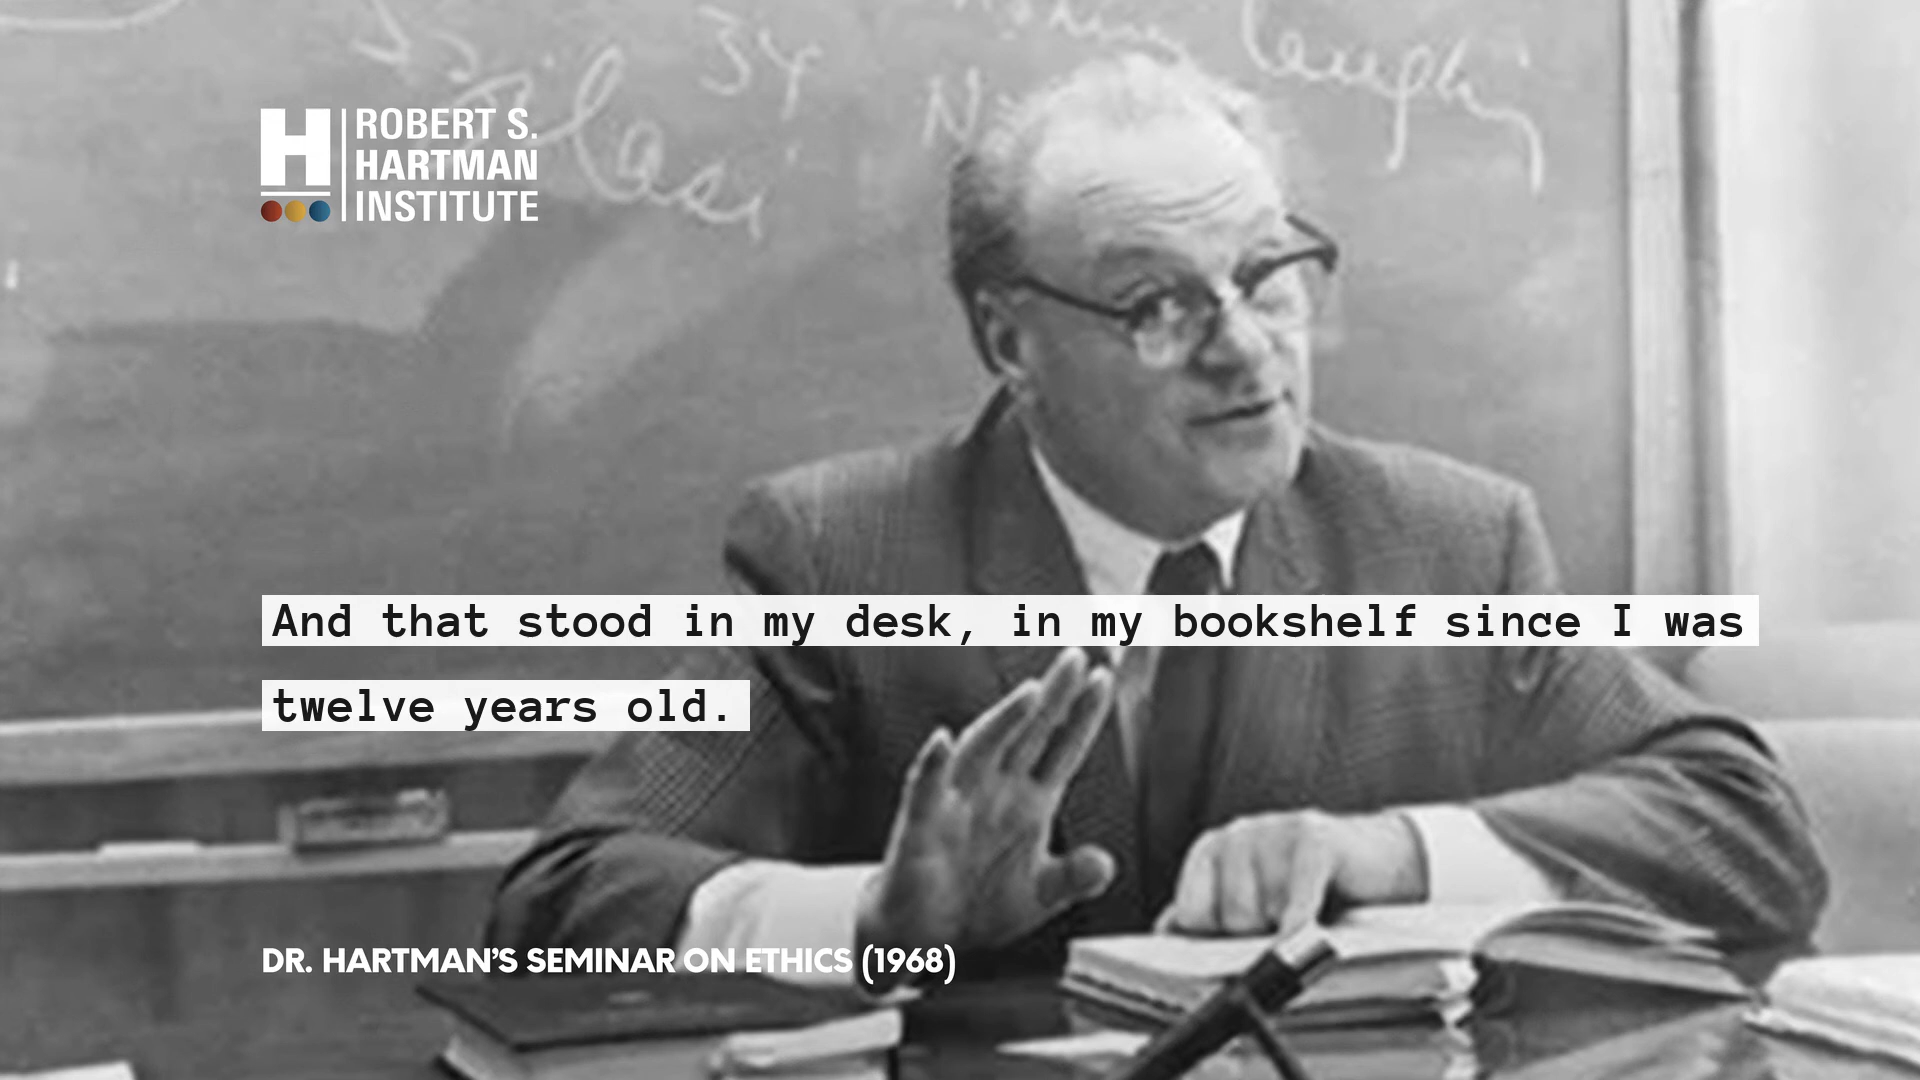 34
ROBERT S.
HARTMAN
INSTITUTE
And that stood in my desk, in my bookshelf since I was
twelve years old.
DR. HARTMAN'S SEMINAR ON ETHICS (1968)